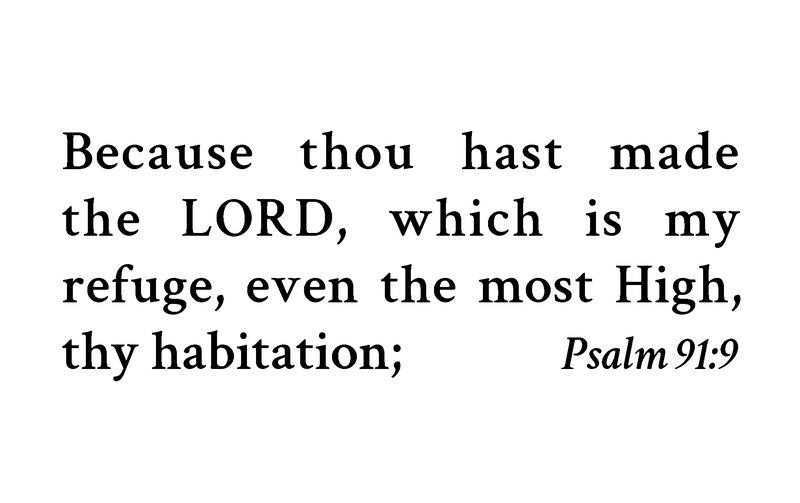 Because thou hast made
the LORD, which is my
refuge, even the most High,
thy habitation; Psalm 91:9